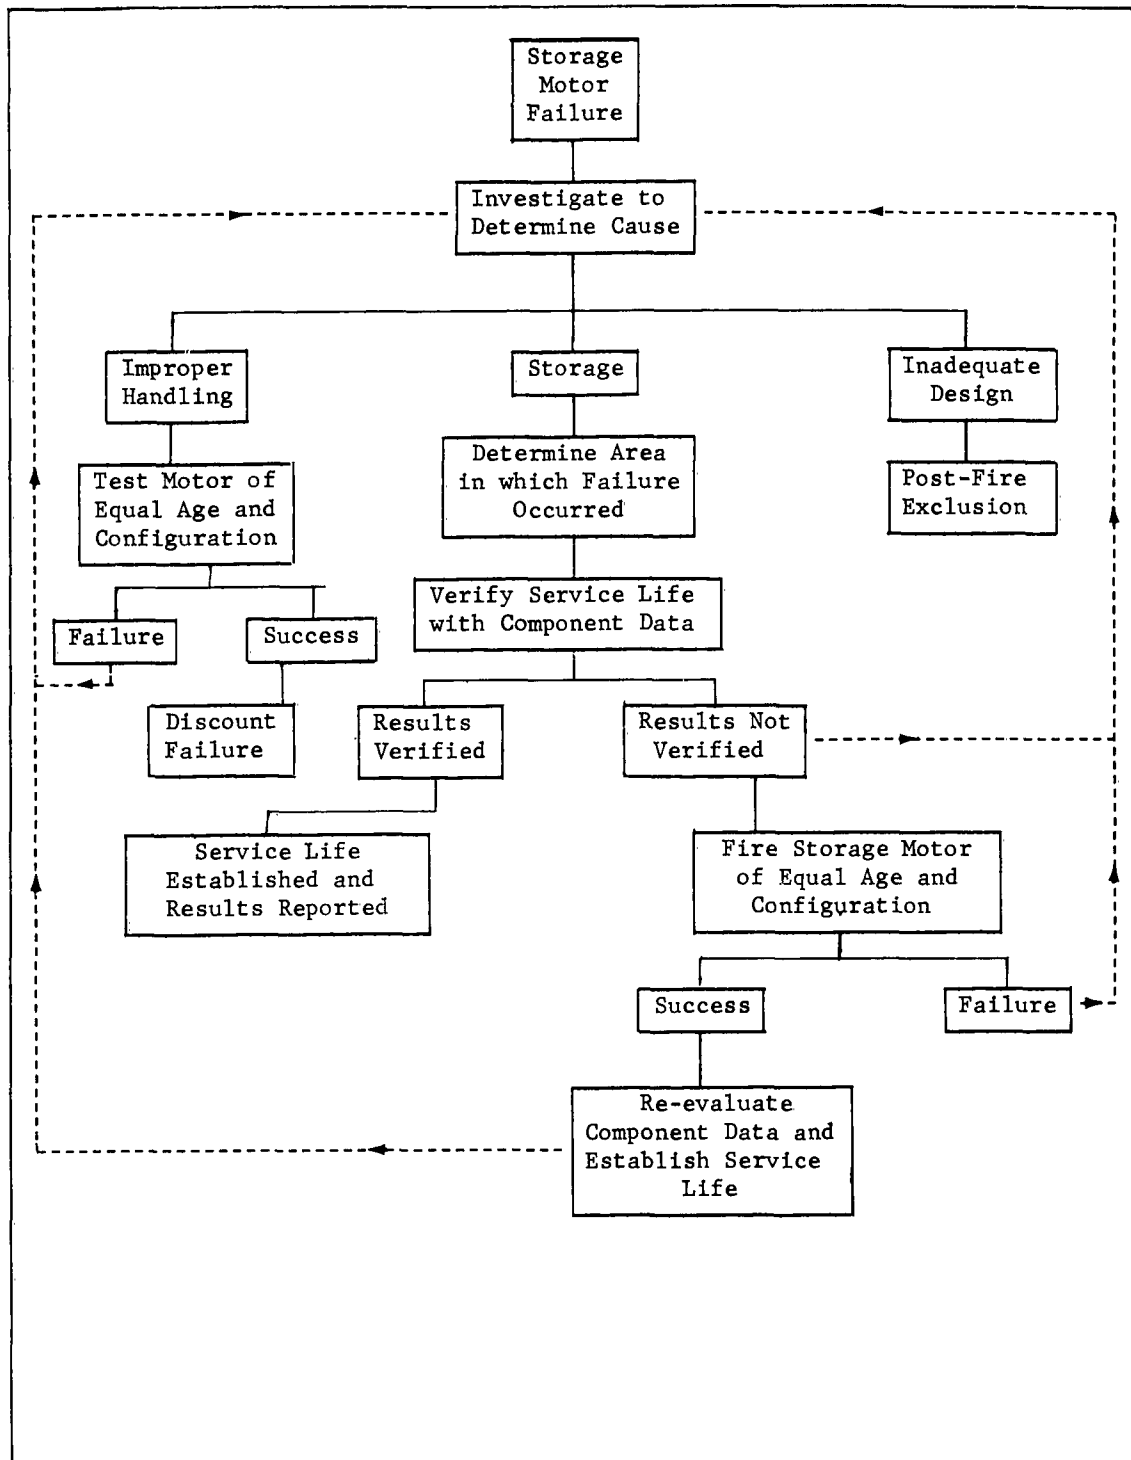 Storage
Motor
Failure
Investigate to
Determine Cause
Improper
Handling
Storage
Inadequate
Design
Test Motor of
Equal Age and
Configuration
Determine Area
in which Failure
Occurred
Post-Fire
Exclusion
Failure
Success
Verify Service Life
with Component Data
Discount
Failure
Results
Verified
Results Not
Verified
Service Life
Established and
Results Reported
Fire Storage Motor
of Equal Age and
Configuration
Success
Failure
Re-evaluate
Component Data and
Establish Service
Life